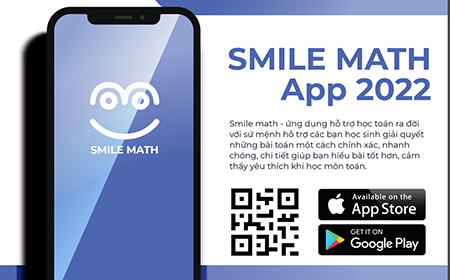 SMILE MATH
SMILE MATH
App 2022
Smile math - ứng dụng hỗ trợ học toán ra đời
với sứ mệnh hỗ trợ các bạn học sinh giải quyết
những bài toán một cách chính xác, nhanh
chóng, chi tiết giúp bạn hiểu bài tốt hơn, cảm
thấy yêu thích khi học môn toán.
Available on the
App Store
GET IT ON
Google Play